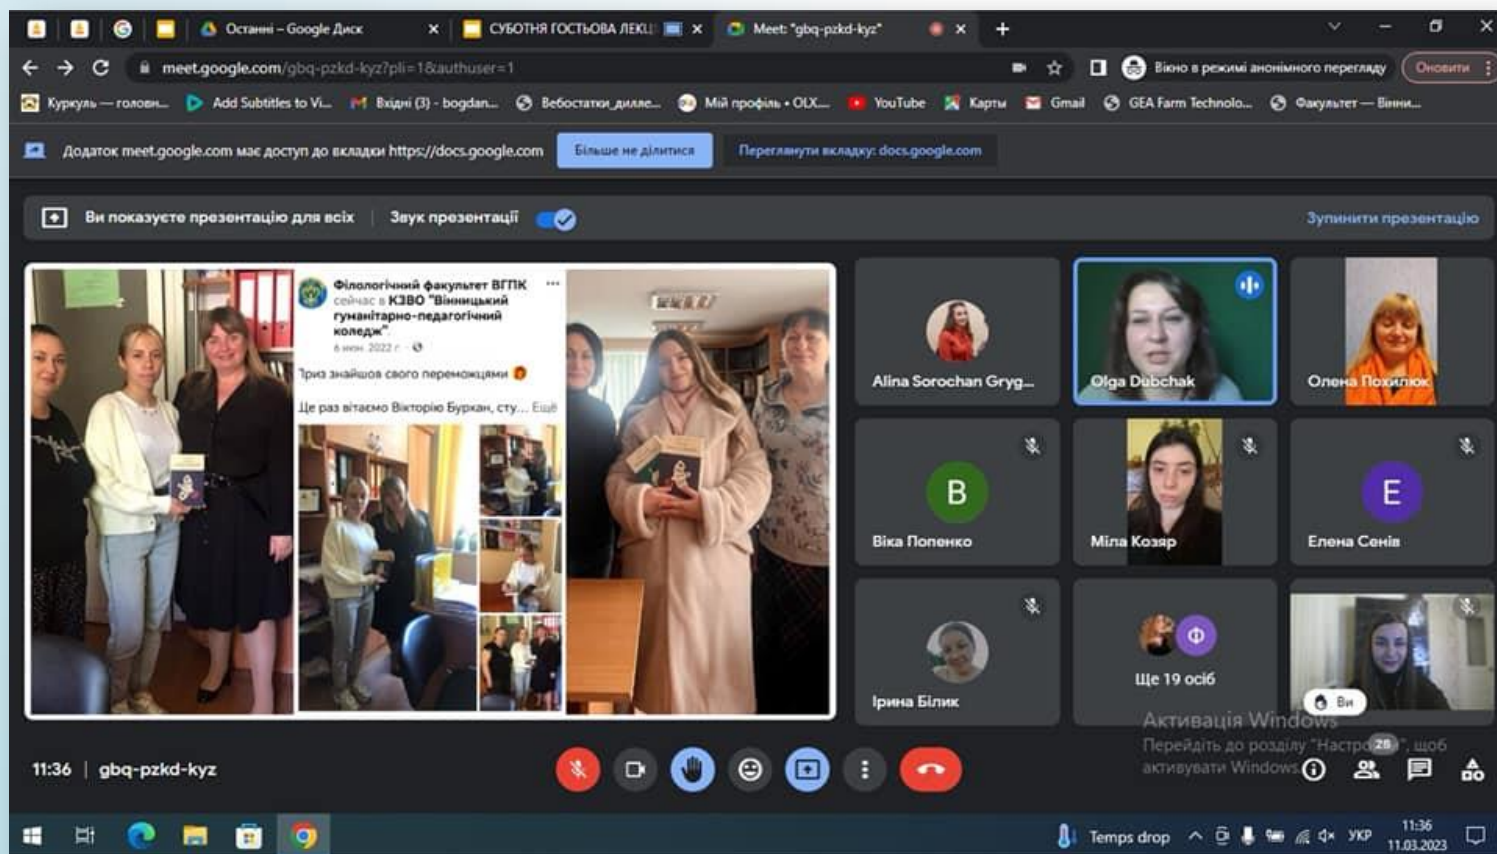 Останні – Google Диск
СУБОТНЯ ГОСТЬОВА ЛЕКЦ
Meet: "gbq-pzkd-kyz"
meet.google.com/gbq-pzkd-kyz?pli=1&authuser=1
Вікно в режимі анонімного перегляду
Оновити
Куркуль — головн...
Add Subtitles to Vi...
Вхідні (3) - bogdan...
Вебостатки_дилле...
Мій профіль • OLX...
YouTube
Карты
Gmail
GEA Farm Technolo...
Факультет — Вінни...
Додаток meet.google.com має доступ до вкладки https://docs.google.com
Більше не ділитися
Переглянути вкладку: docs.google.com
Ви показуєте презентацію для всіх
Звук презентації
Зупинити презентацію
Філологічний факультет ВГПК
сейчас в КЗВО "Вінницький
гуманітарно-педагогічний
коледж".
6 июн. 2022 г.
Приз знайшов свого переможцями
Ще раз вітаємо Вікторію Буркан, сту... Ещё
Alina Sorochan Gryg...
Olga Dubchak
Олена Похилюк
В
Віка Попенко
Міла Козяр
Е
Елена Сенів
Ірина Білик
Ф
Ще 19 осіб
Ви
Активація Windows
Перейдіть до розділу "Настро", щоб
активувати Windows.
28
11:36 | gbq-pzkd-kyz
Temps drop
УКР
11:36
11.03.2023